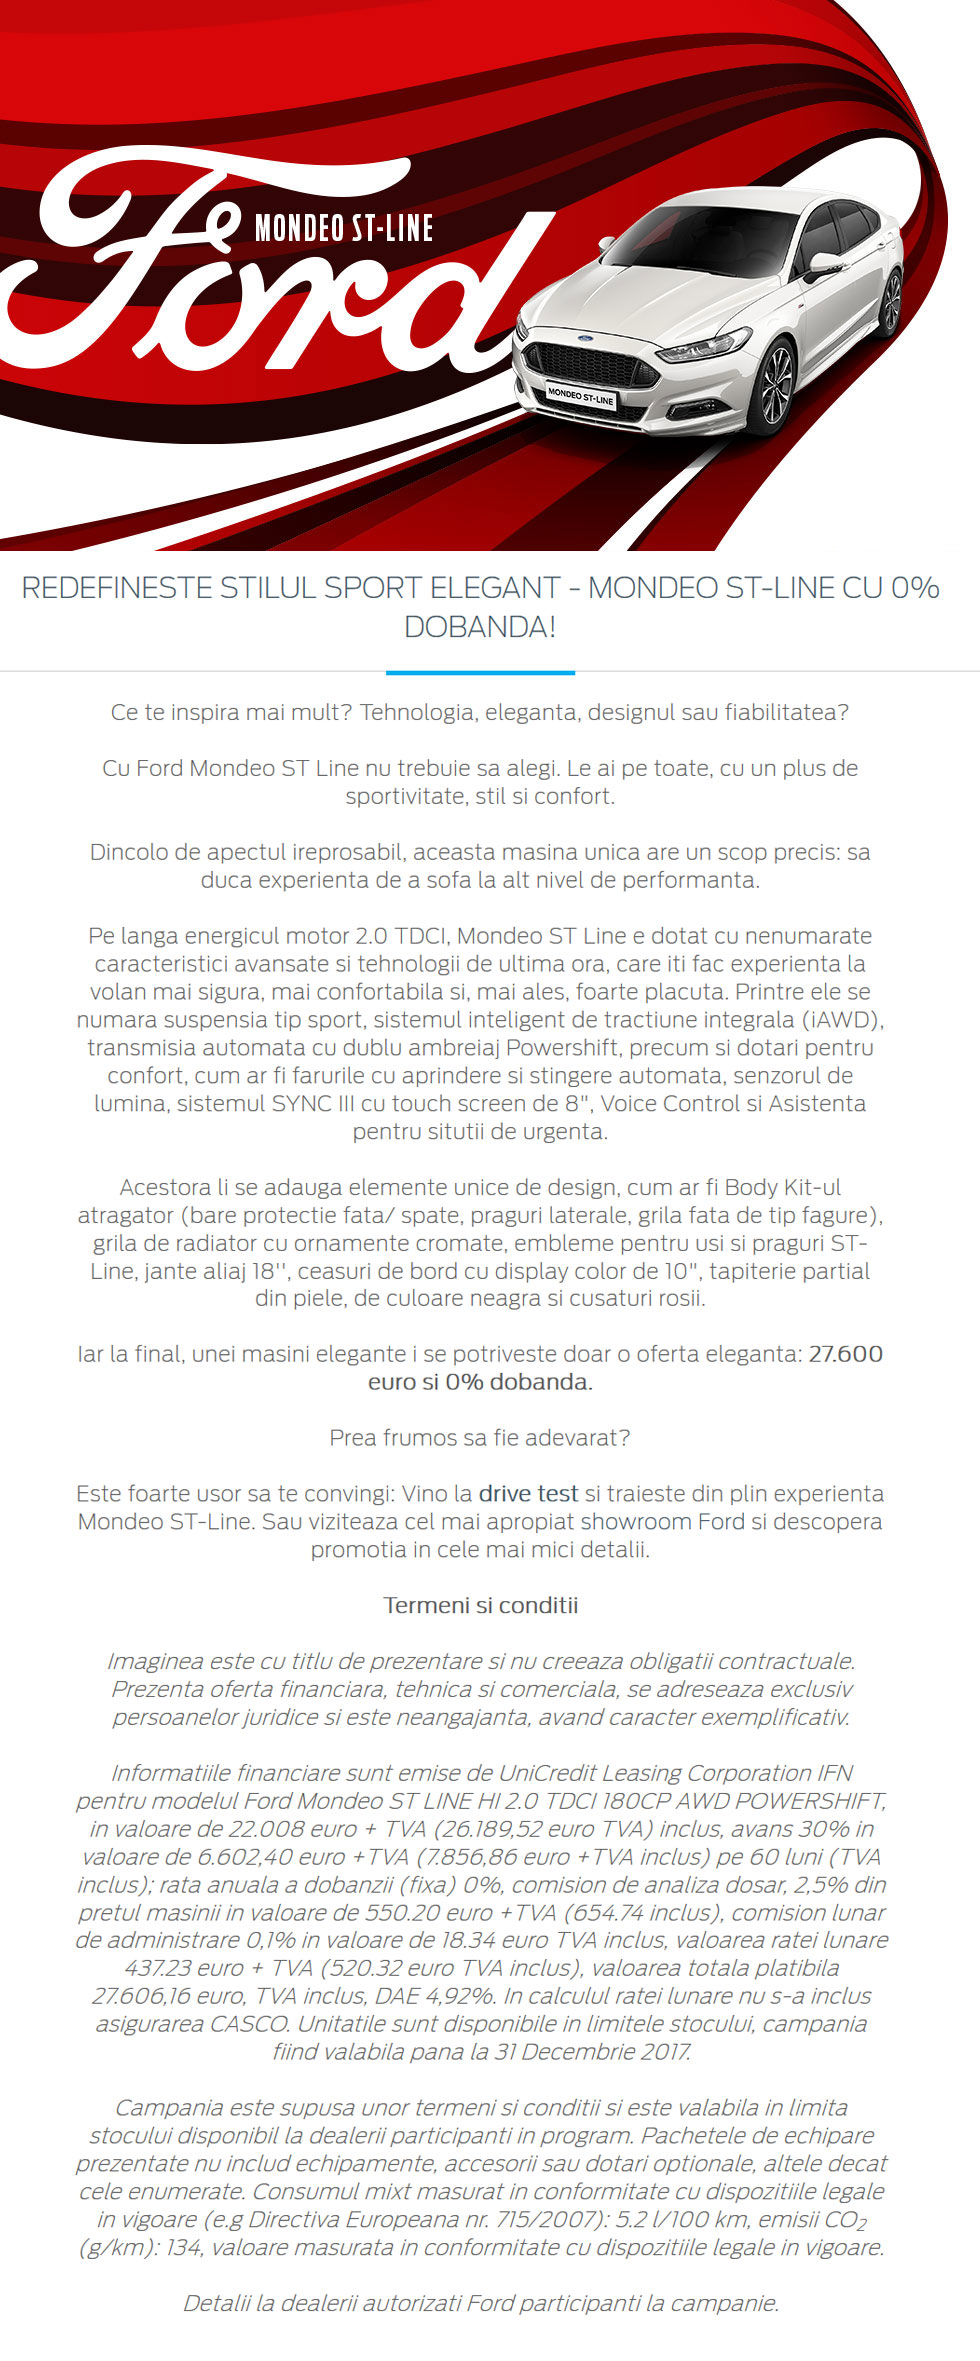 Ford
MONDEO ST-LINE
MONDEO ST-LINE
REDEFINESTE STILUL SPORT ELEGANT - MONDEO ST-LINE CU 0%
DOBANDA!
Ce te inspira mai mult? Tehnologia, eleganta, designul sau fiabilitatea?
Cu Ford Mondeo ST Line nu trebuie sa alegi. Le ai pe toate, cu un plus de
sportivitate, stil si confort.
Dincolo de apectul ireprosabil, aceasta masina unica are un scop precis: sa
duca experienta de a sofa la alt nivel de performanta.
Pe langa energicul motor 2.0 TDCI, Mondeo ST Line e dotat cu nenumarate
caracteristici avansate si tehnologii de ultima ora, care iti fac experienta la
volan mai sigura, mai confortabila si, mai ales, foarte placuta. Printre ele se
numara suspensia tip sport, sistemul inteligent de tractiune integrala (iAWD),
transmisia automata cu dublu ambreiaj Powershift, precum si dotari pentru
confort, cum ar fi farurile cu aprindere si stingere automata, senzorul de
lumina, sistemul SYNC III cu touch screen de 8", Voice Control si Asistenta
pentru situtii de urgenta.
Acestora li se adauga elemente unice de design, cum ar fi Body Kit-ul
atragator (bare protectie fata/ spate, praguri laterale, grila fata de tip fagure),
grila de radiator cu ornamente cromate, embleme pentru usi si praguri ST-
Line, jante aliaj 18'', ceasuri de bord cu display color de 10", tapiterie partial
din piele, de culoare neagra si cusaturi rosii.
Iar la final, unei masini elegante i se potriveste doar o oferta eleganta: 27.600
euro si 0% dobanda.
Prea frumos sa fie adevarat?
Este foarte usor sa te convingi: Vino la drive test si traieste din plin experienta
Mondeo ST-Line. Sau viziteaza cel mai apropiat showroom Ford si descopera
promotia in cele mai mici detalii.
Termeni si conditii
Imaginea este cu titlu de prezentare si nu creeaza obligatii contractuale.
Prezenta oferta financiara, tehnica si comerciala, se adreseaza exclusiv
persoanelor juridice si este neangajanta, avand caracter exemplificativ.
Informatiile financiare sunt emise de UniCredit Leasing Corporation IFN
pentru modelul Ford Mondeo ST LINE HI 2.0 TDCI 180CP AWD POWERSHIFT,
in valoare de 22.008 euro + TVA (26.189,52 euro TVA) inclus, avans 30% in
valoare de 6.602,40 euro +TVA (7.856,86 euro +TVA inclus) pe 60 luni (TVA
inclus); rata anuala a dobanzii (fixa) 0%, comision de analiza dosar, 2,5% din
pretul masinii in valoare de 550.20 euro +TVA (654.74 inclus), comision lunar
de administrare 0,1% in valoare de 18.34 euro TVA inclus, valoarea ratei lunare
437.23 euro + TVA (520.32 euro TVA inclus), valoarea totala platibila
27.606,16 euro, TVA inclus, DAE 4,92%. In calculul ratei lunare nu s-a inclus
asigurarea CASCO. Unitatile sunt disponibile in limitele stocului, campania
fiind valabila pana la 31 Decembrie 2017.
Campania este supusa unor termeni si conditii si este valabila in limita
stocului disponibil la dealerii participanti in program. Pachetele de echipare
prezentate nu includ echipamente, accesorii sau dotari optionale, altele decat
cele enumerate. Consumul mixt masurat in conformitate cu dispozitiile legale
in vigoare (e.g Directiva Europeana nr. 715/2007): 5.2 l/100 km, emisii CO₂
(g/km): 134, valoare masurata in conformitate cu dispozitiile legale in vigoare.
Detalii la dealerii autorizati Ford participanti la campanie.